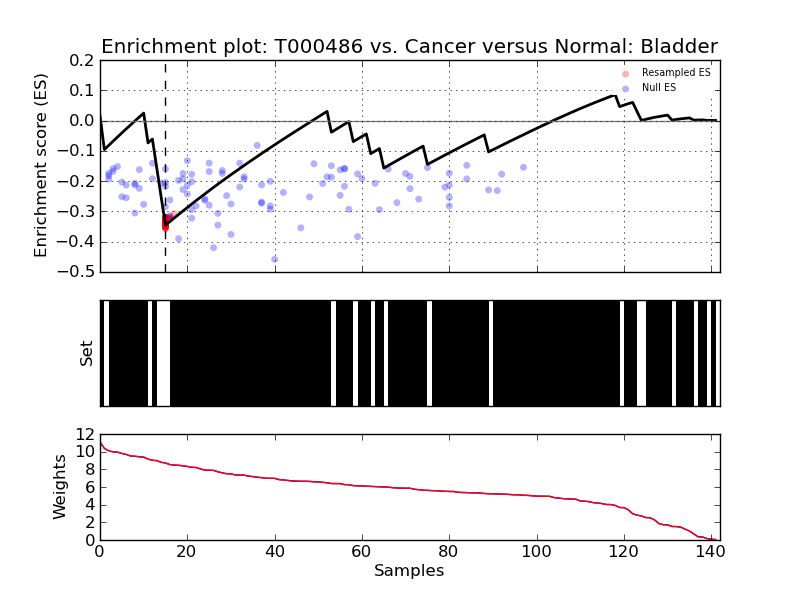 Enrichment plot: T000486 vs. Cancer versus Normal: Bladder
0.2
0.1
0.0
−0.1
−0.2
−0.3
−0.4
−0.5
Enrichment score (ES)
Resampled ES
Null ES
Set
12
10
8
6
4
2
0
Weights
0 20 40 60 80 100 120 140
Samples